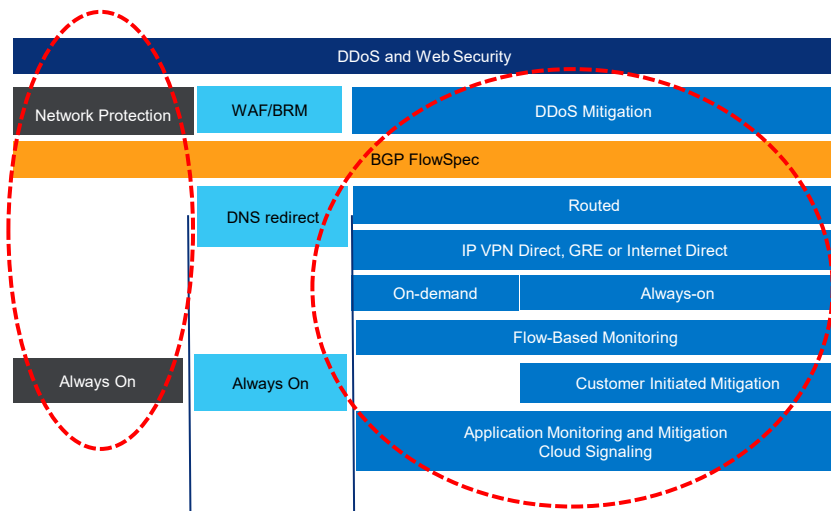 DDoS and Web Security
Network Protection
WAF/BRM
DDoS Mitigation
BGP FlowSpec
DNS redirect
Routed
IP VPN Direct, GRE or Internet Direct
On-demand
Always-on
Flow-Based Monitoring
Always On
Always On
Customer Initiated Mitigation
Application Monitoring and Mitigation
Cloud Signaling